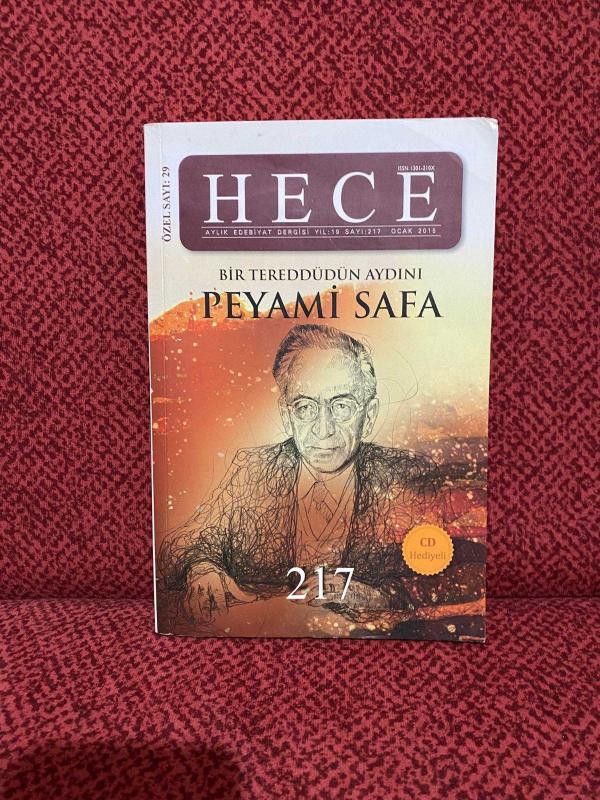 ÖZEL SAYI: 29
ISSN 1301-210X
HECE
AYLIK EDEBİYAT DERGİSİ YIL:19 SAYI:217 OCAK 2015
BİR TEREDDÜDÜN AYDINI
PEYAMİ SAFA
CD
Hediyeli
217